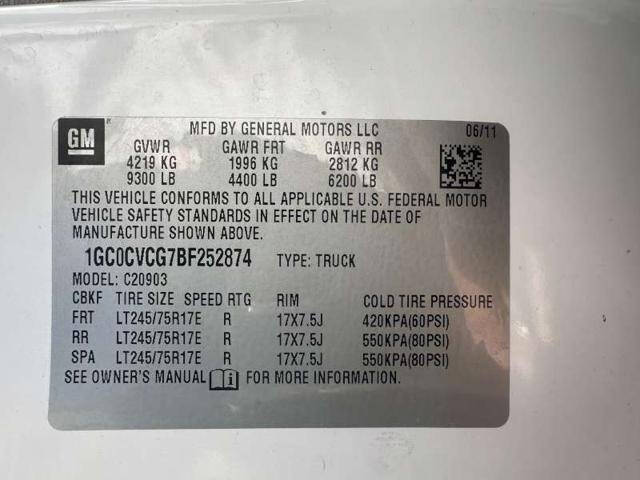 GM
MFD BY GENERAL MOTORS LLC 06/11
GVWR GAWR FRT GAWR RR
4219 KG 1996 KG 2812 KG
9300 LB 4400 LB 6200 LB
THIS VEHICLE CONFORMS TO ALL APPLICABLE U.S. FEDERAL MOTOR
VEHICLE SAFETY STANDARDS IN EFFECT ON THE DATE OF
MANUFACTURE SHOWN ABOVE.
1GC0CVCG7BF252874 TYPE: TRUCK
MODEL: C20903
CBKF TIRE SIZE SPEED RTG RIM COLD TIRE PRESSURE
FRT LT245/75R17E R 17X7.5J 420KPA(60PSI)
RR LT245/75R17E R 17X7.5J 550KPA(80PSI)
SPA LT245/75R17E R 17X7.5J 550KPA(80PSI)
SEE OWNER'S MANUAL FOR MORE INFORMATION.